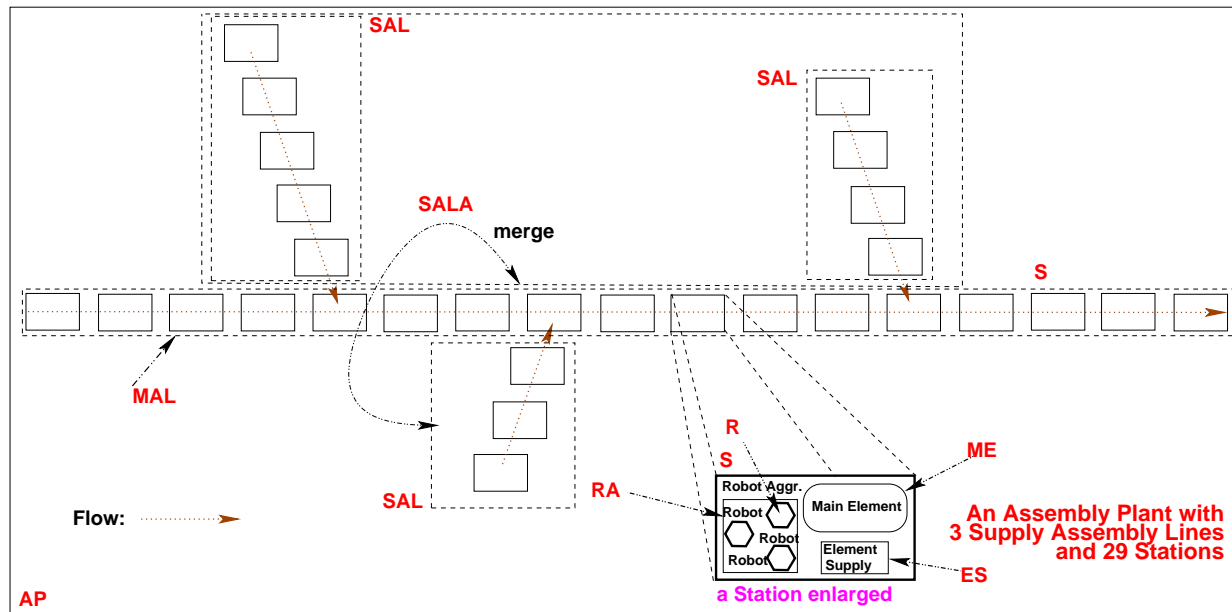 SAL
SAL
SALA
merge
S
MAL
SAL
R
S
ME
RA
Robot Aggr.
Robot
Main Element
Robot
Robot
Element
Supply
ES
Flow:
An Assembly Plant with
3 Supply Assembly Lines
and 29 Stations
a Station enlarged
AP